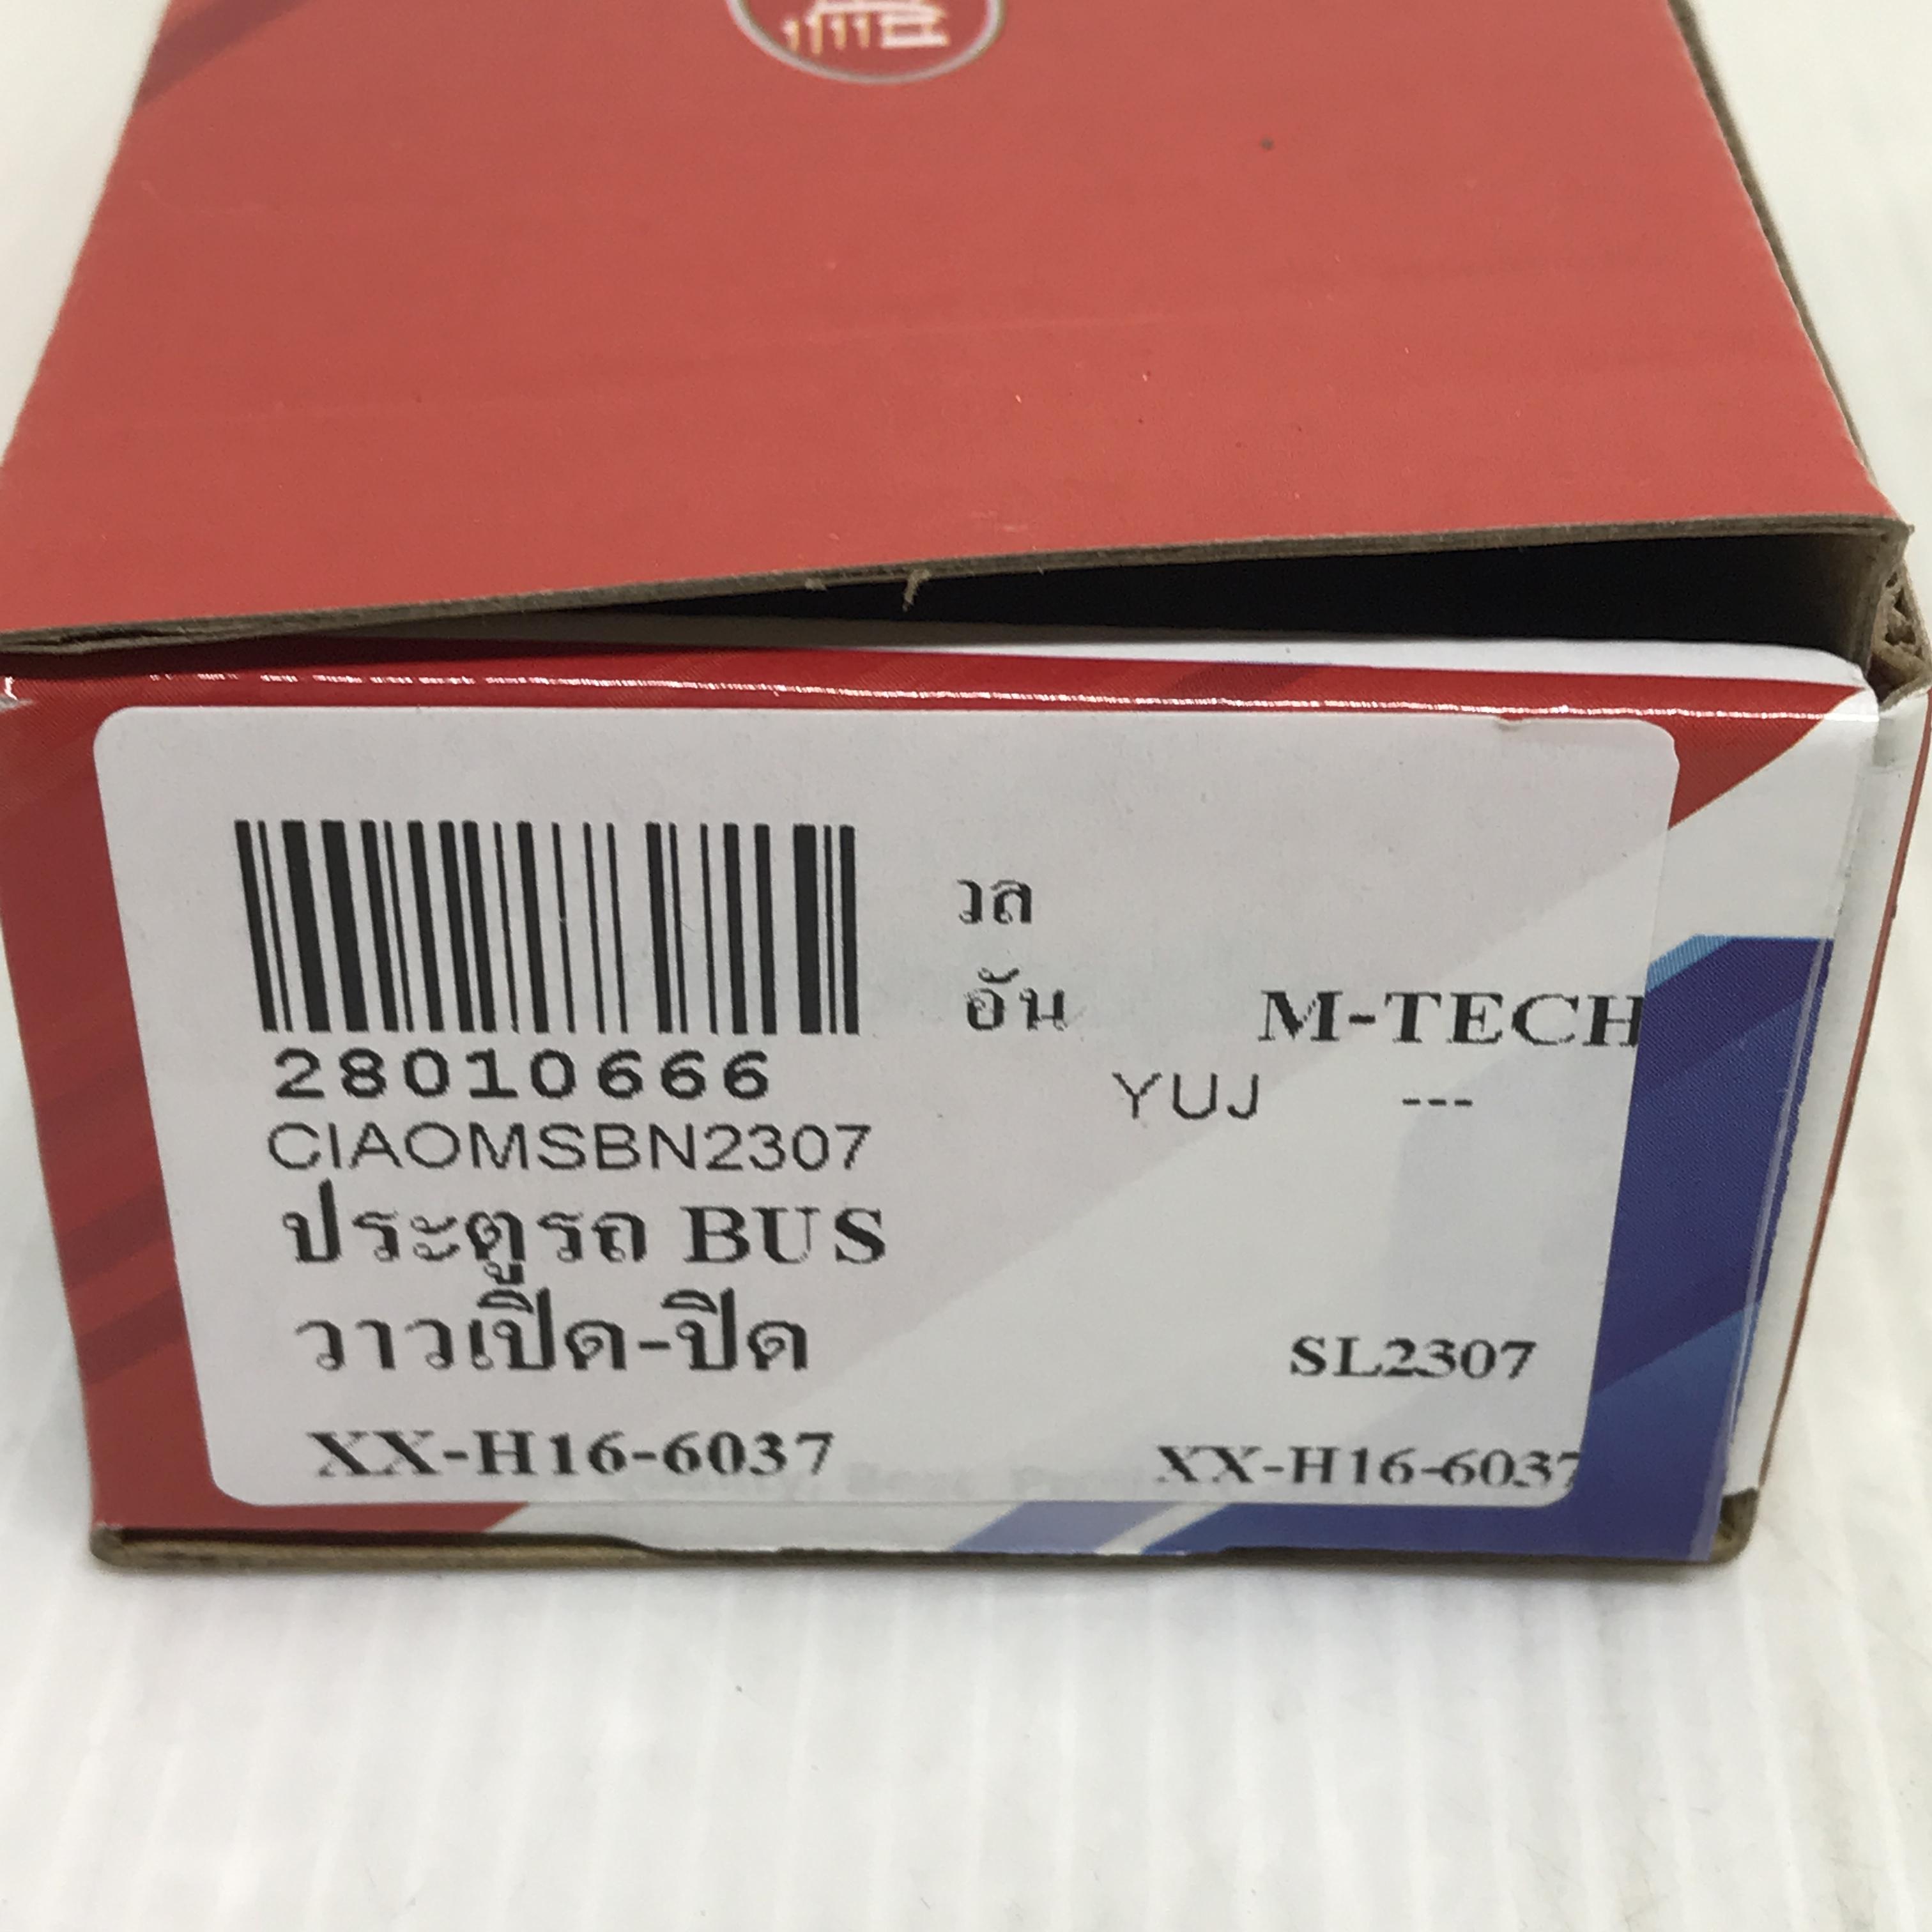 วล
อัน M-TECH
28010666 YUJ ---
CIAOMSBN2307
ประตูรถ BUS
วาวเปิด-ปิด SL2307
XX-H16-6037 XX-H16-6037